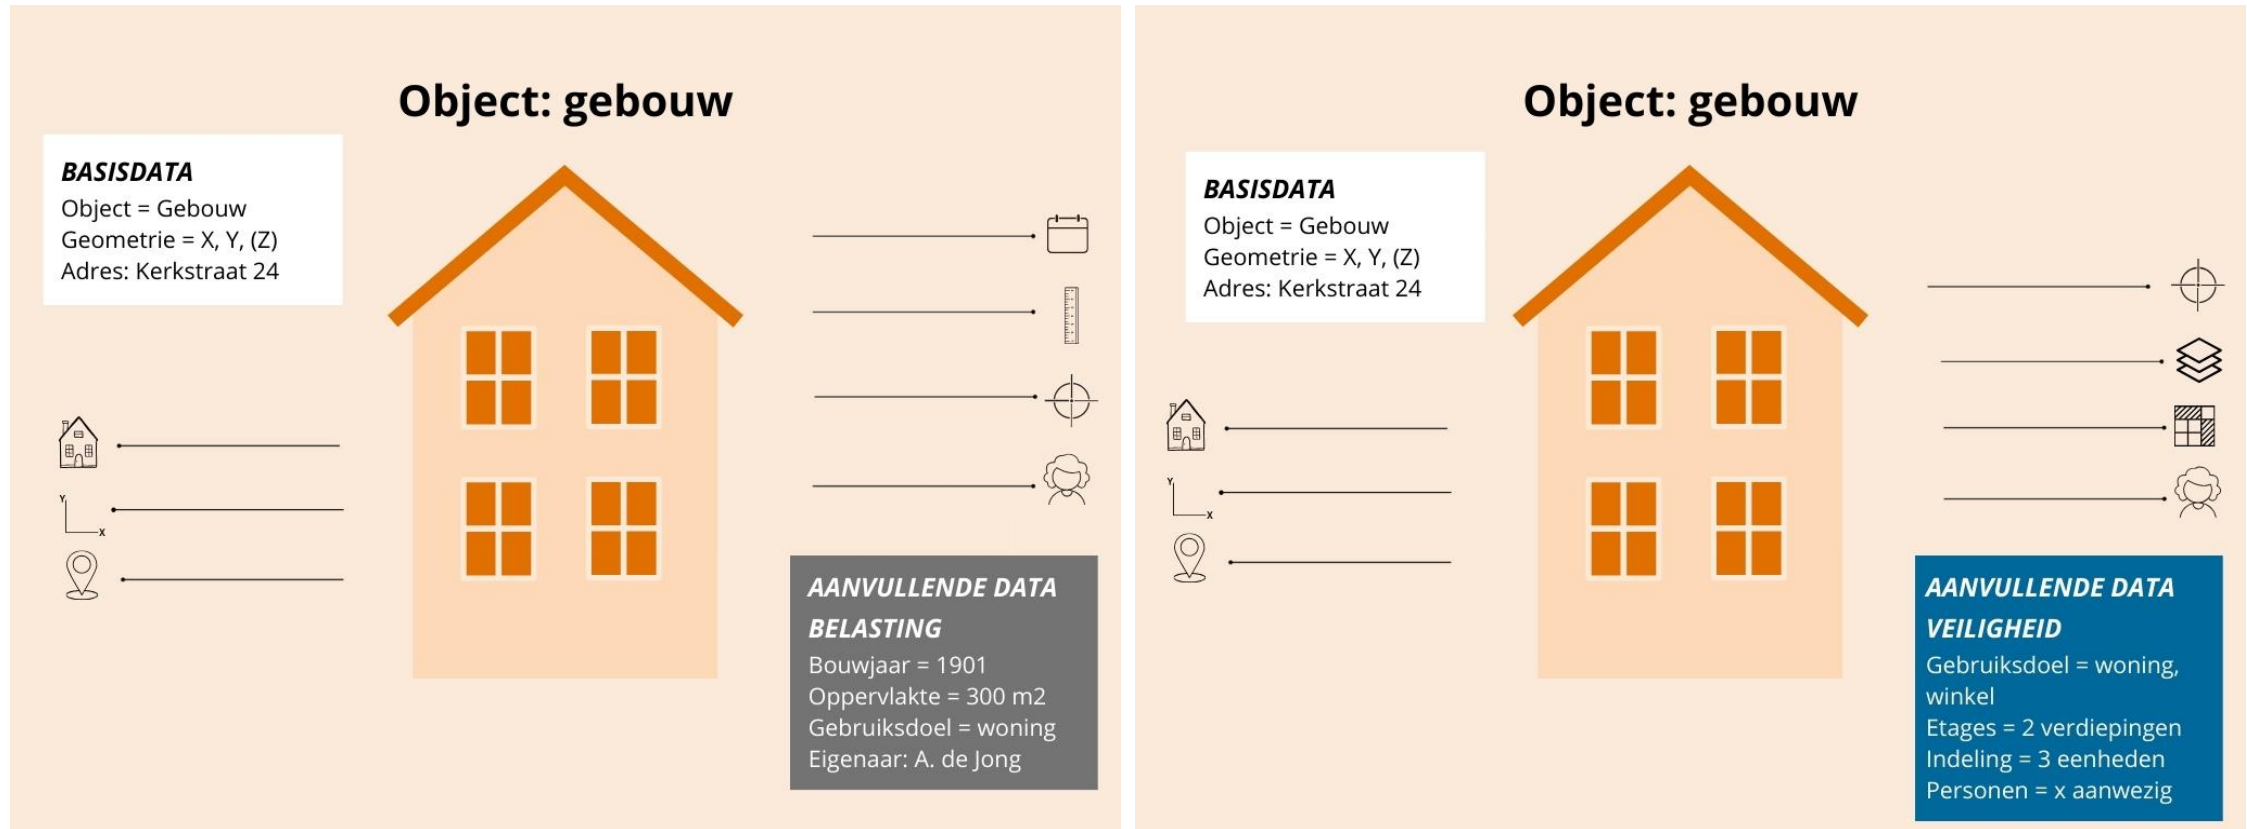 Object: gebouw
BASISDATA
Object = Gebouw
Geometrie = X, Y, (Z)
Adres: Kerkstraat 24
Y
X
AANVULLENDE DATA
BELASTING
Bouwjaar = 1901
Oppervlakte = 300 m2
Gebruiksdoel = woning
Eigenaar: A. de Jong
Object: gebouw
BASISDATA
Object = Gebouw
Geometrie = X, Y, (Z)
Adres: Kerkstraat 24
Y
X
AANVULLENDE DATA
VEILIGHEID
Gebruiksdoel = woning,
winkel
Etages = 2 verdiepingen
Indeling = 3 eenheden
Personen = x aanwezig